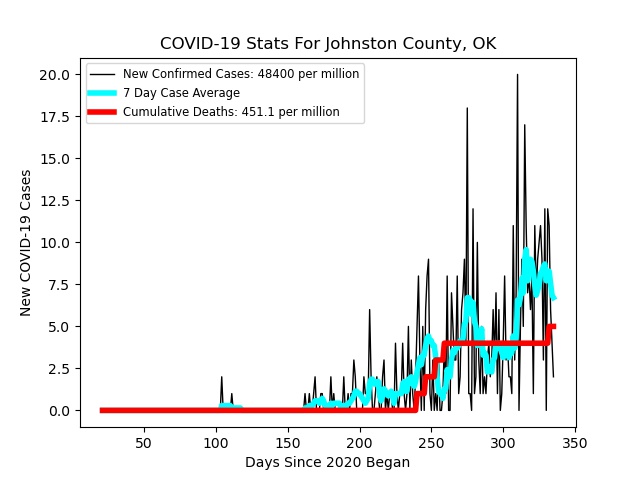 COVID-19 Stats For Johnston County, OK
New Confirmed Cases: 48400 per million
7 Day Case Average
Cumulative Deaths: 451.1 per million
20.0
17.5
15.0
12.5
10.0
7.5
5.0
2.5
0.0
New COVID-19 Cases
50 100 150 200 250 300 350
Days Since 2020 Began